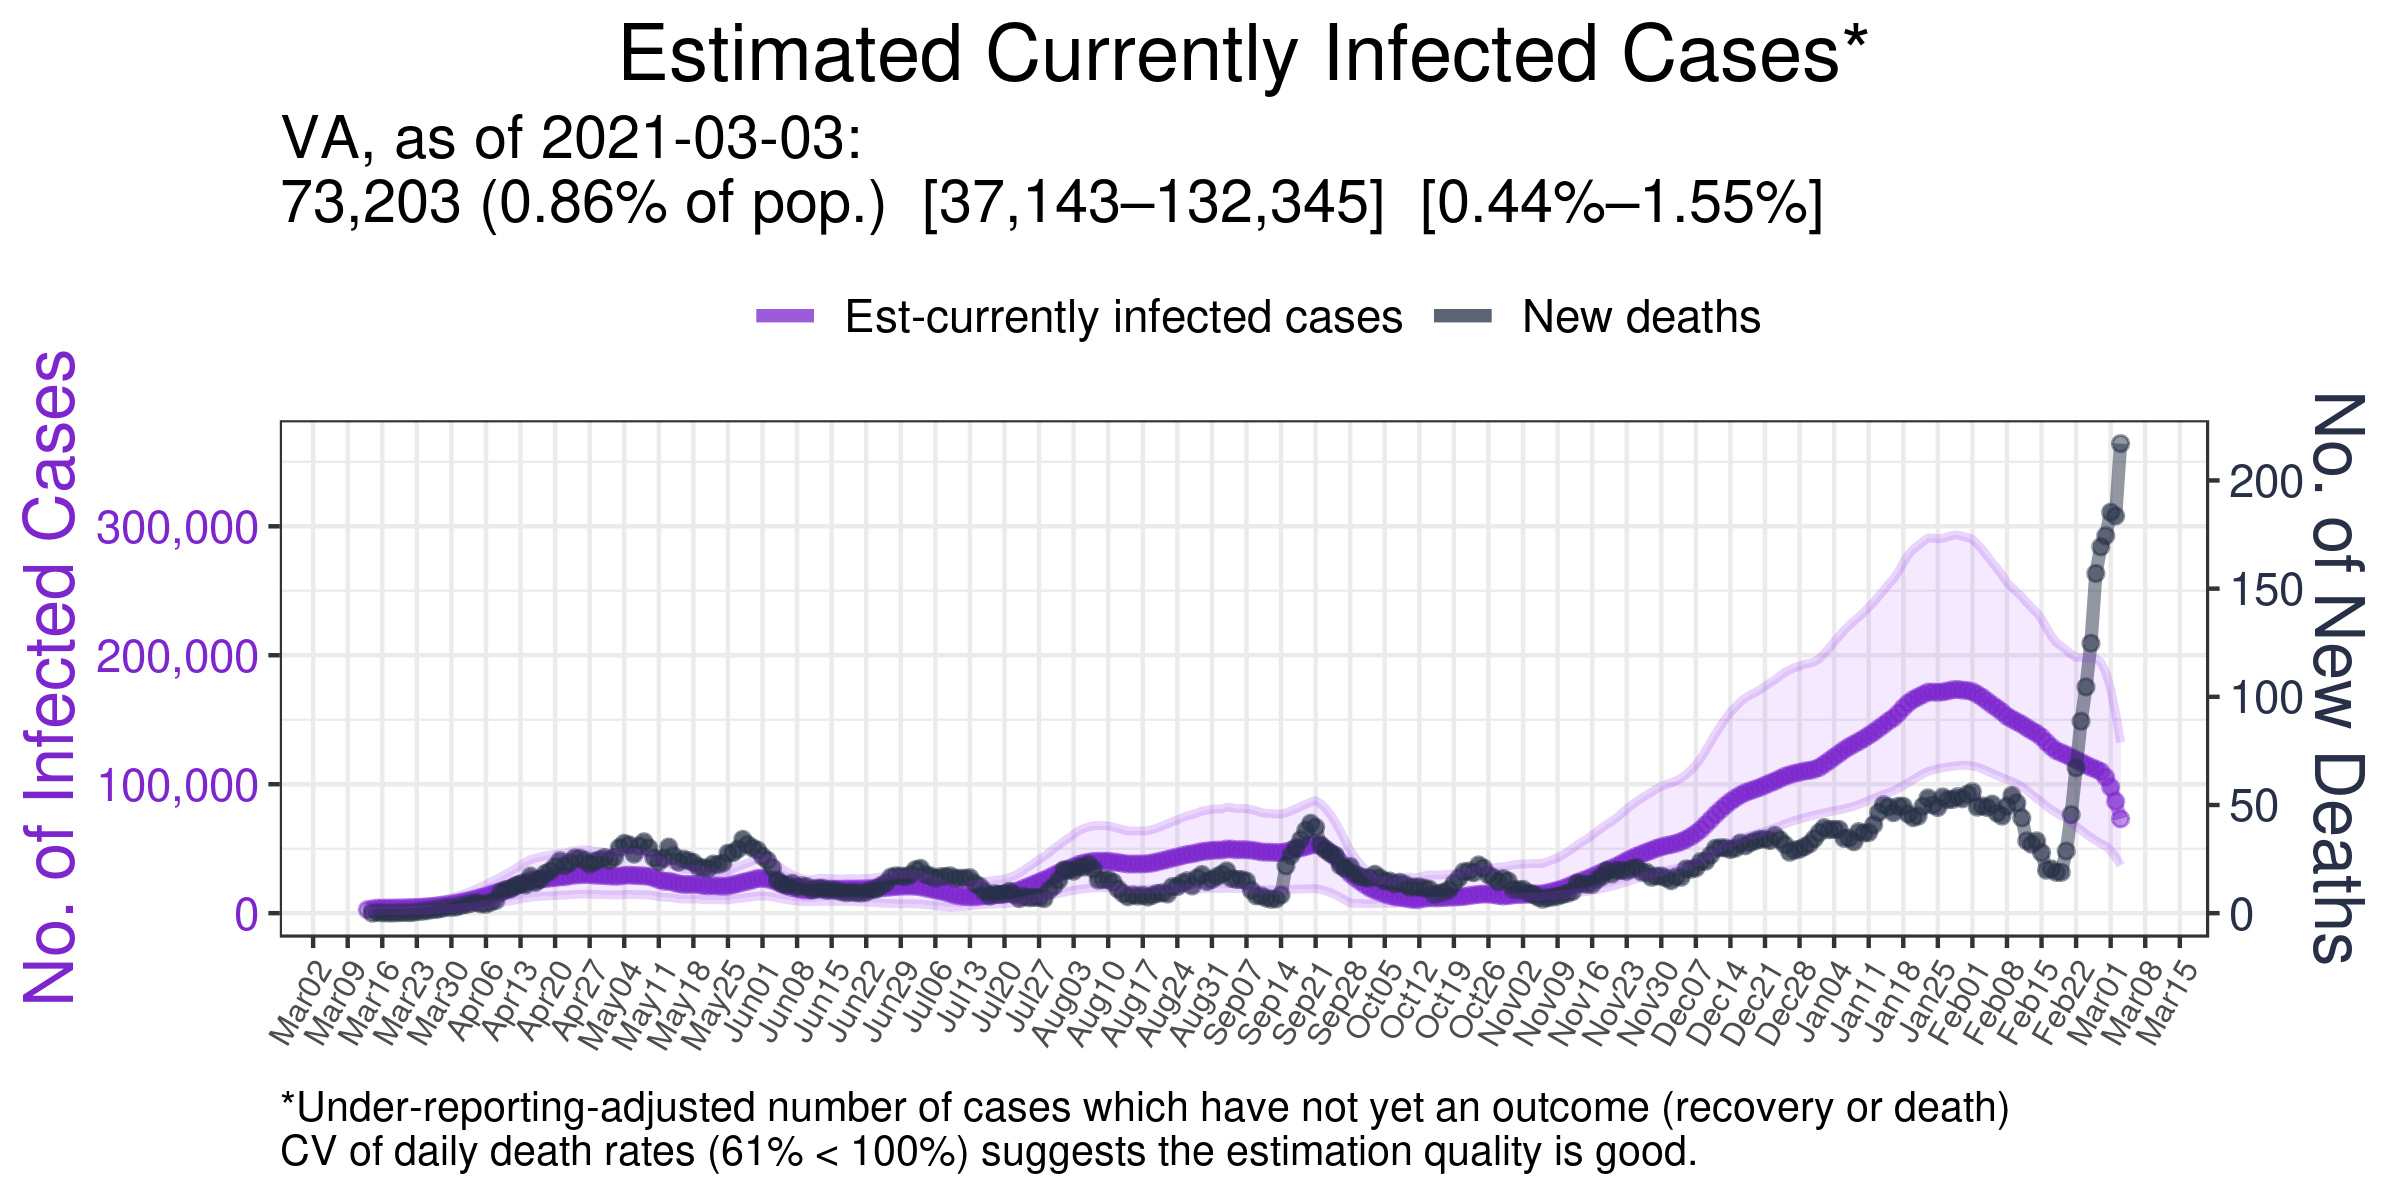 Estimated Currently Infected Cases*
VA, as of 2021-03-03:
73,203 (0.86% of pop.) [37,143–132,345] [0.44%–1.55%]
Est-currently infected cases
New deaths
No. of Infected Cases
300,000
200,000
100,000
0
No. of New Deaths
200
150
100
50
0
Mar02
Mar09
Mar16
Mar23
Mar30
Apr06
Apr13
Apr20
Apr27
May04
May11
May18
May25
Jun01
Jun08
Jun15
Jun22
Jun29
Jul06
Jul13
Jul20
Jul27
Aug03
Aug10
Aug17
Aug24
Aug31
Sep07
Sep14
Sep21
Sep28
Oct05
Oct12
Oct19
Oct26
Nov02
Nov09
Nov16
Nov23
Nov30
Dec07
Dec14
Dec21
Dec28
Jan04
Jan11
Jan18
Jan25
Feb01
Feb08
Feb15
Feb22
Mar01
Mar08
Mar15
*Under-reporting-adjusted number of cases which have not yet an outcome (recovery or death)
CV of daily death rates (61% < 100%) suggests the estimation quality is good.